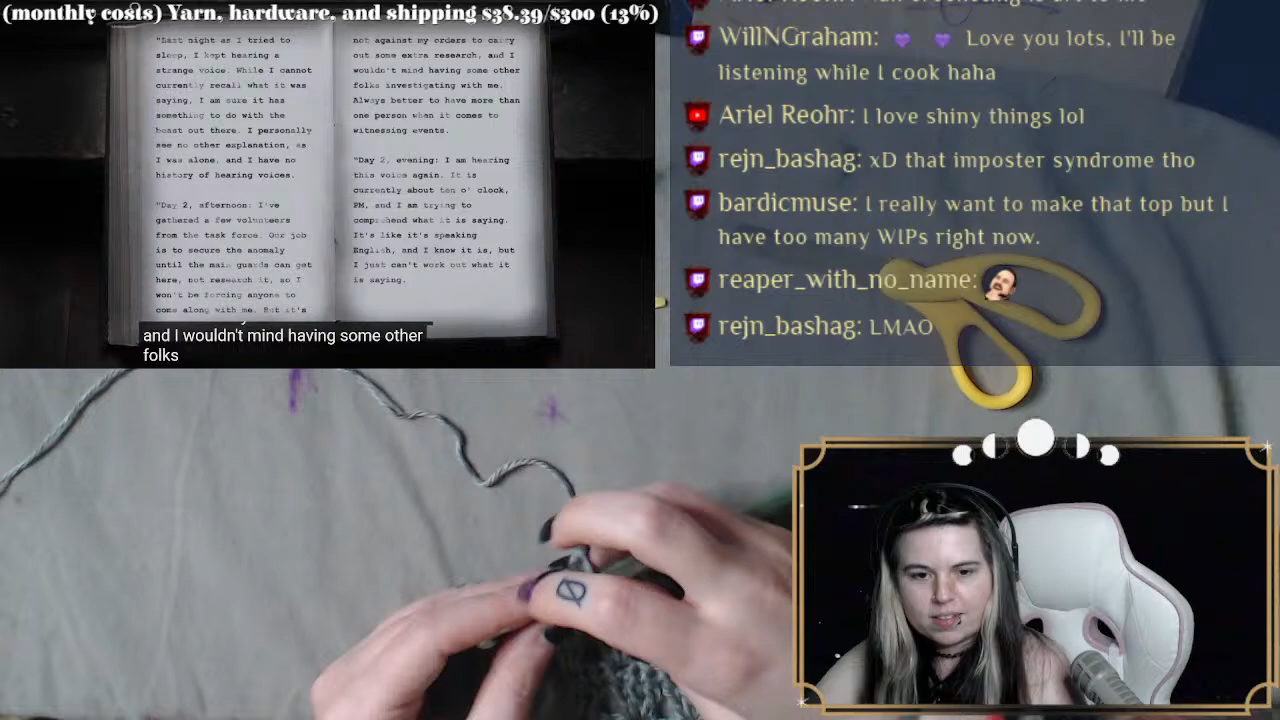 (monthly costs) Yarn, hardware, and shipping $38.39/$300 (13%)
"Last night as I tried to
sleep, I kept hearing a
strange voice. While I cannot
currently recall what it was
saying, I am sure it has
something to do with the
beast out there. I personally
see no other explanation, as
I was alone, and I have no
history of hearing voices.
"Day 2, afternoon: I've
gathered a few volunteers
from the task force. Our job
is to secure the anomaly
until the main guards can get
here, not research it, so I
won't be forcing anyone to
come along with me. But it's
not against my orders to carry
out some extra research, and I
wouldn't mind having some other
folks investigating with me.
Always better to have more than
one person when it comes to
witnessing events.
"Day 2, evening: I am hearing
this voice again. It is
currently about ten o' clock,
PM, and I am trying to
comprehend what it is saying.
It's like it's speaking
English, and I know it is, but
I just can't work out what it
is saying.
and I wouldn't mind having some other
folks
WillNGraham: Love you lots, I'll be
listening while I cook haha
Ariel Reohr: I love shiny things lol
rejn_bashag: xD that imposter syndrome tho
bardicmuse: I really want to make that top but I
have too many WIPs right now.
reaper_with_no_name:
rejn_bashag: LMAO